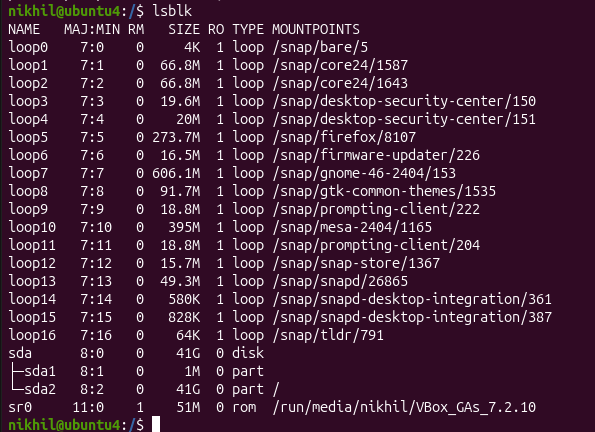 nikhil@ubuntu4:/$ lsblk
NAME   MAJ:MIN RM   SIZE RO TYPE MOUNTPOINTS
loop0    7:0    0     4K  1 loop /snap/bare/5
loop1    7:1    0  66.8M  1 loop /snap/core24/1587
loop2    7:2    0  66.8M  1 loop /snap/core24/1643
loop3    7:3    0  19.6M  1 loop /snap/desktop-security-center/150
loop4    7:4    0    20M  1 loop /snap/desktop-security-center/151
loop5    7:5    0 273.7M  1 loop /snap/firefox/8107
loop6    7:6    0  16.5M  1 loop /snap/firmware-updater/226
loop7    7:7    0 606.1M  1 loop /snap/gnome-46-2404/153
loop8    7:8    0  91.7M  1 loop /snap/gtk-common-themes/1535
loop9    7:9    0  18.8M  1 loop /snap/prompting-client/222
loop10   7:10   0   395M  1 loop /snap/mesa-2404/1165
loop11   7:11   0  18.8M  1 loop /snap/prompting-client/204
loop12   7:12   0  15.7M  1 loop /snap/snap-store/1367
loop13   7:13   0  49.3M  1 loop /snap/snapd/26865
loop14   7:14   0   580K  1 loop /snap/snapd-desktop-integration/361
loop15   7:15   0   828K  1 loop /snap/snapd-desktop-integration/387
loop16   7:16   0    64K  1 loop /snap/tldr/791
sda      8:0    0    41G  0 disk
├─sda1   8:1    0     1M  0 part
└─sda2   8:2    0    41G  0 part /
sr0     11:0    1    51M  0 rom  /run/media/nikhil/VBox_GAs_7.2.10
nikhil@ubuntu4:/$